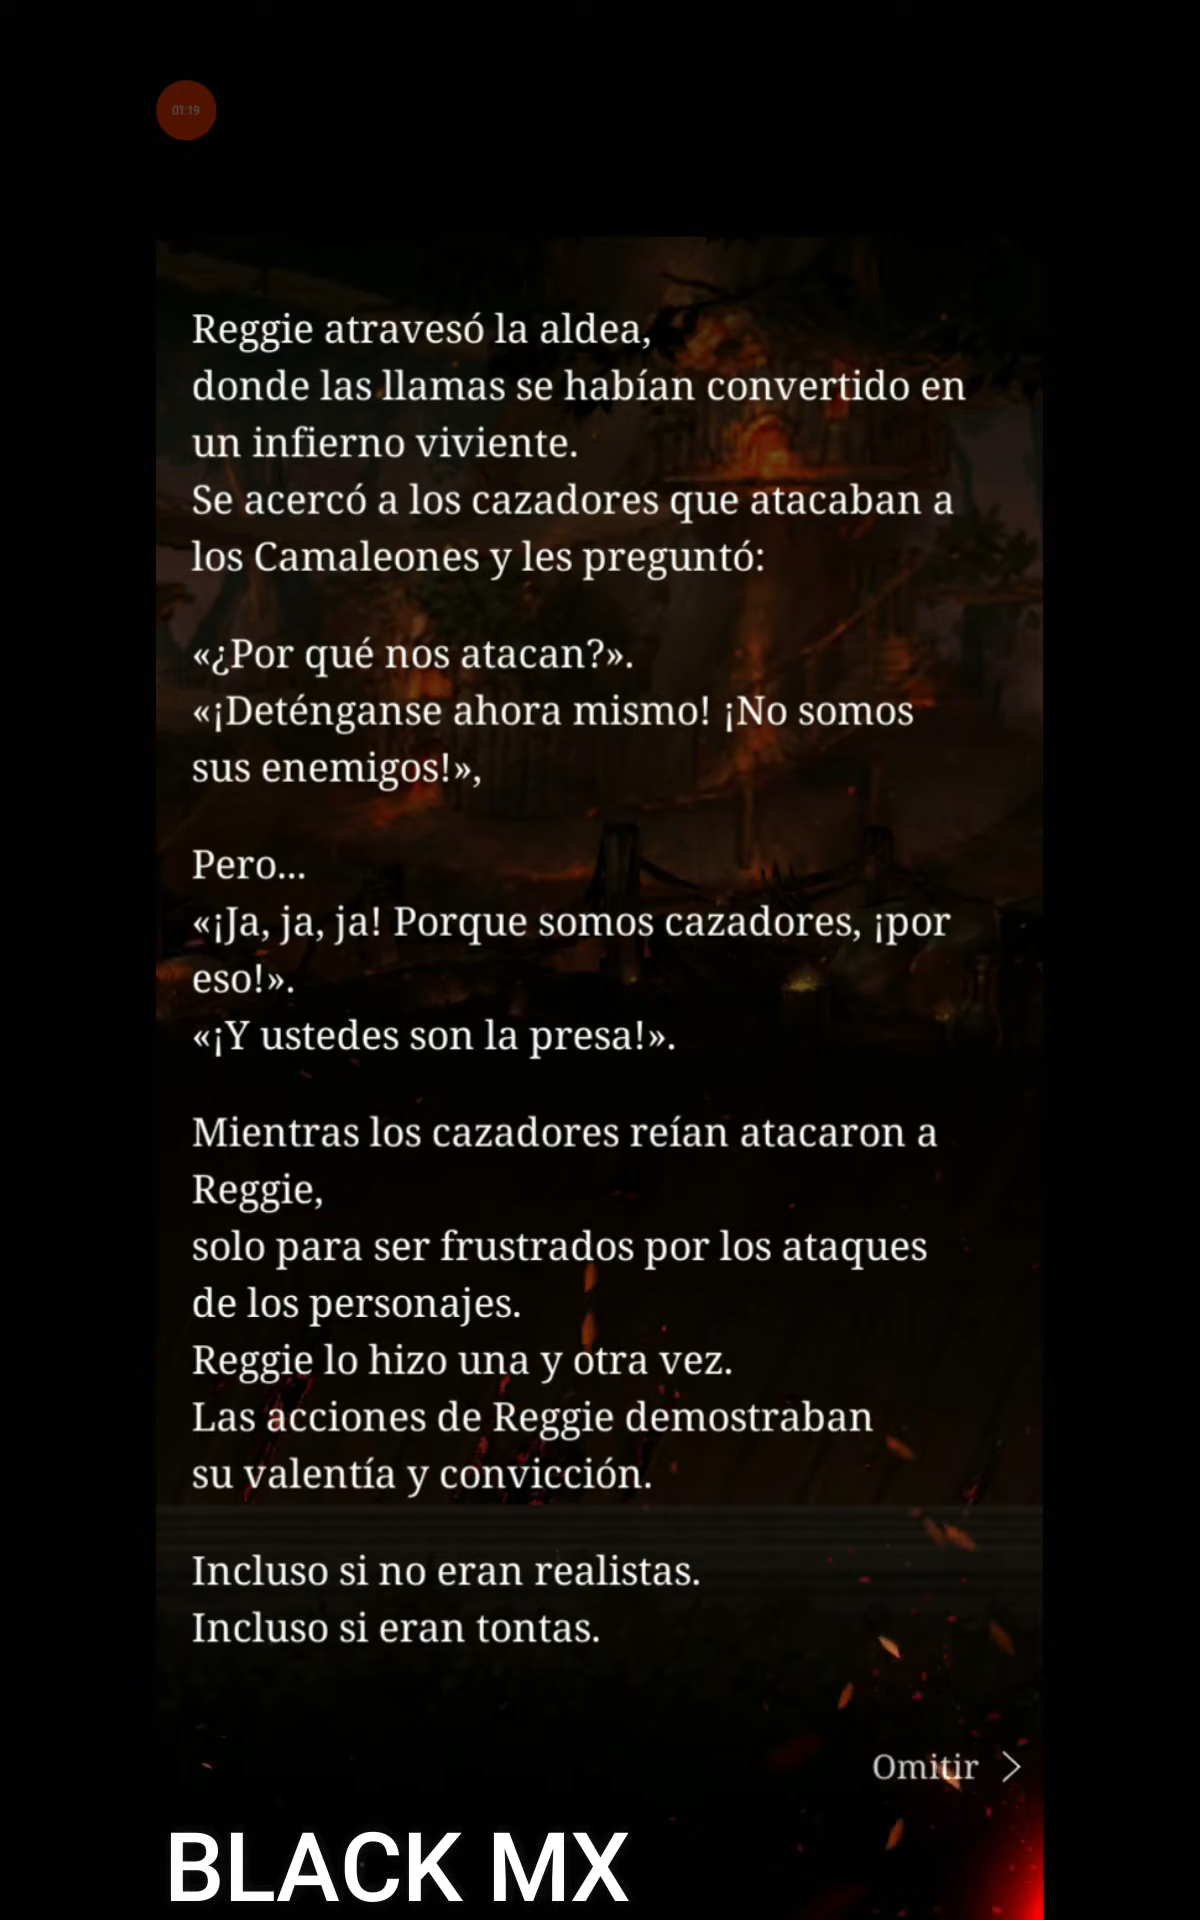 01:19
Reggie atravesó la aldea,
donde las llamas se habían convertido en
un infierno viviente.
Se acercó a los cazadores que atacaban a
los Camaleones y les preguntó:
«¿Por qué nos atacan?».
«¡Deténganse ahora mismo! ¡No somos
sus enemigos!»,
Pero...
«¡Ja, ja, ja! Porque somos cazadores, ¡por
eso!».
«¡Y ustedes son la presa!».
Mientras los cazadores reían atacaron a
Reggie,
solo para ser frustrados por los ataques
de los personajes.
Reggie lo hizo una y otra vez.
Las acciones de Reggie demostraban
su valentía y convicción.
Incluso si no eran realistas.
Incluso si eran tontas.
Omitir >
BLACK MX